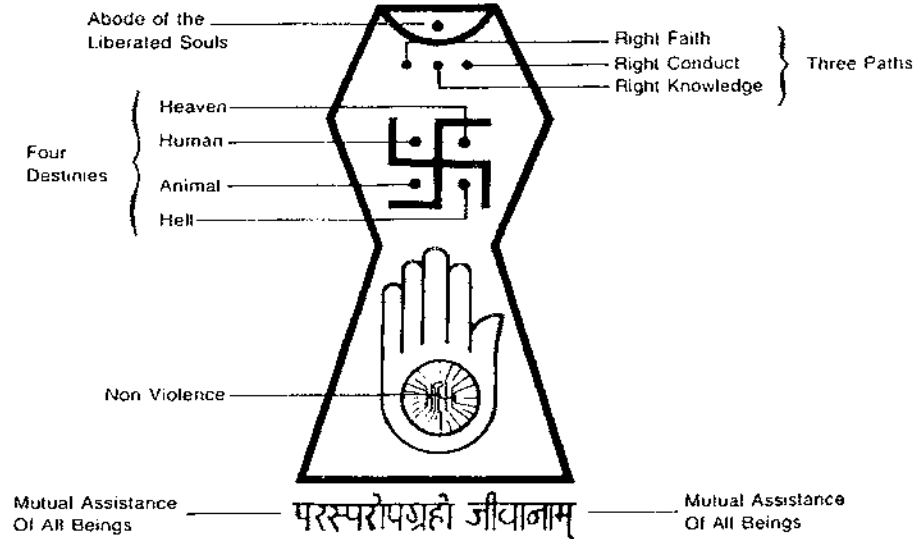 Abode of the
Liberated Souls
Right Faith
Right Conduct
Right Knowledge
Three Paths
Four
Destinies
Heaven
Human
Animal
Hell
Non Violence
Mutual Assistance
Of All Beings
परस्परोपग्रहो जीवानाम्
Mutual Assistance
Of All Beings